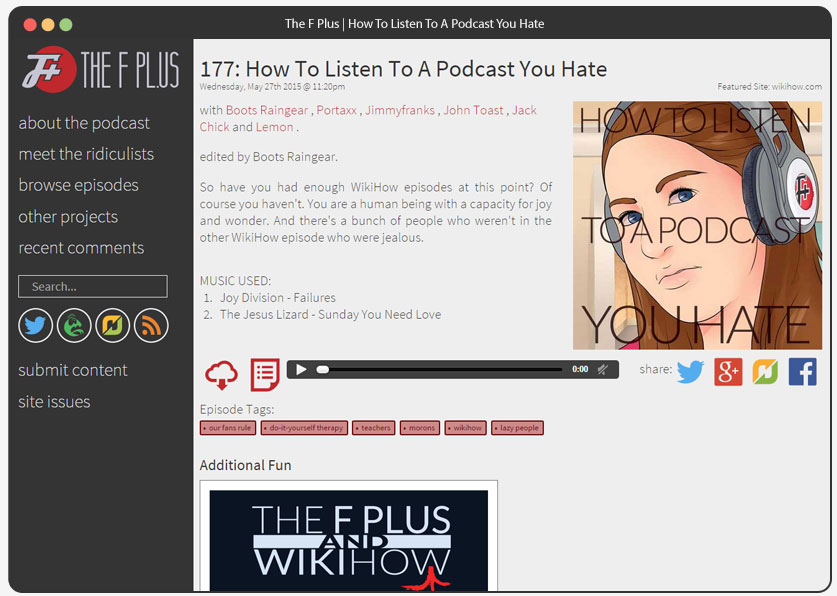 The F Plus | How To Listen To A Podcast You Hate
THE F PLUS
about the podcast
meet the ridiculists
browse episodes
other projects
recent comments
Search...
submit content
site issues
177: How To Listen To A Podcast You Hate
Wednesday, May 27th 2015 @ 11:20pm
Featured Site: wikihow.com
with Boots Raingear , Portaxx , Jimmyfranks , John Toast , Jack
Chick and Lemon .
edited by Boots Raingear.
So have you had enough WikiHow episodes at this point? Of
course you haven't. You are a human being with a capacity for joy
and wonder. And there's a bunch of people who weren't in the
other WikiHow episode who were jealous.
MUSIC USED:
1. Joy Division - Failures
2. The Jesus Lizard - Sunday You Need Love
HOW TO LISTEN
TO A PODCAST
YOU HATE
0:00
share:
g+
f
Episode Tags:
• our fans rule
• do-it-yourself therapy
• teachers
• morons
• wikihow
• lazy people
Additional Fun
THE F PLUS
AND
WIKIHOW